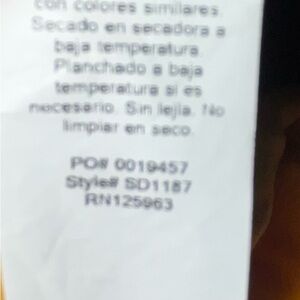 con colores similares.
Secado en secadora a
baja temperatura.
Planchado a baja
temperatura si es
necesario. Sin lejía. No
limpiar en seco.
PO# 0019457
Style# SD1187
RN125963